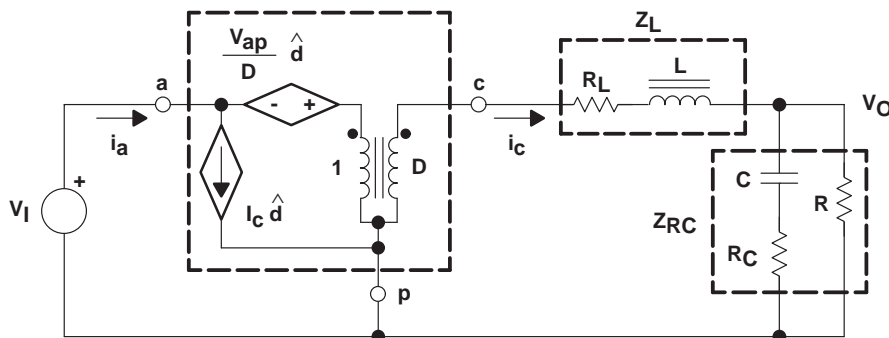 Z_L
V_ap / D d̂
a
c
R_L
L
V_O
- +
i_a
i_c
1
D
C
R
V_I
+
I_c d̂
Z_RC
R_C
p